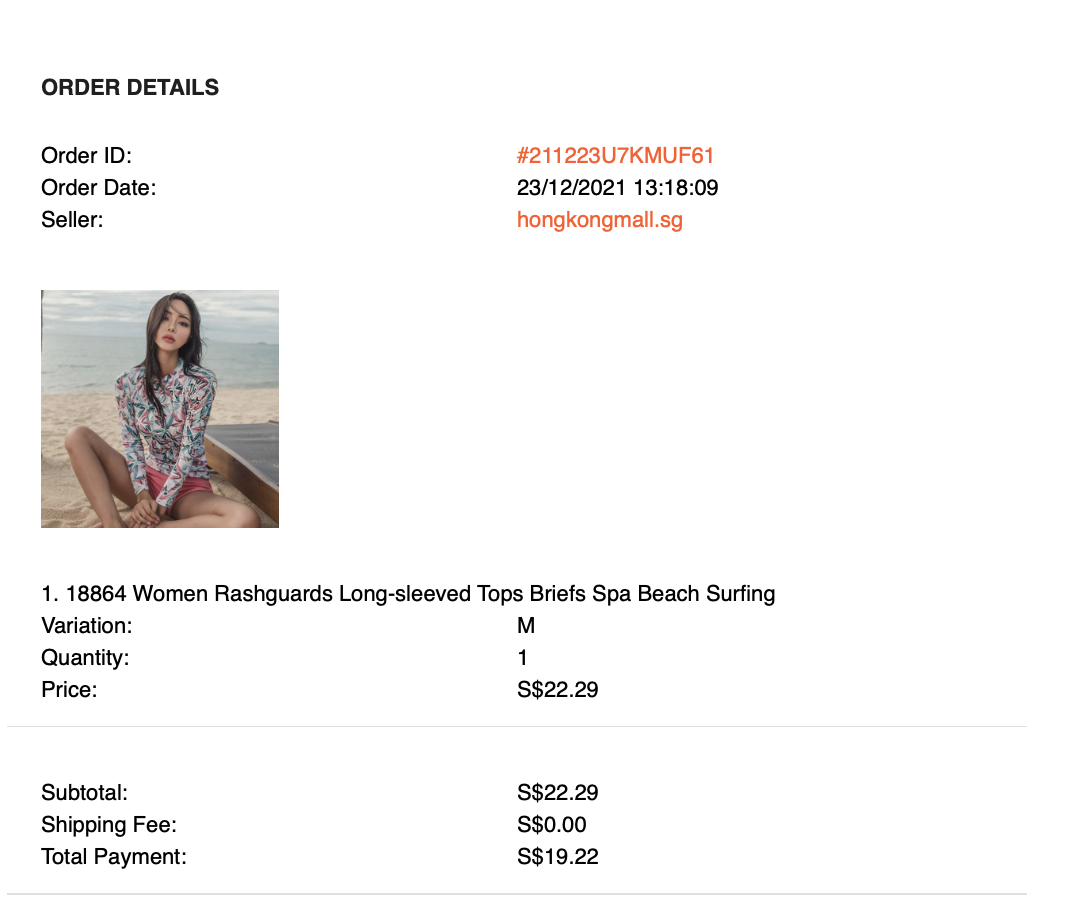 ORDER DETAILS
Order ID: #211223U7KMUF61
Order Date: 23/12/2021 13:18:09
Seller: hongkongmall.sg
1. 18864 Women Rashguards Long-sleeved Tops Briefs Spa Beach Surfing
Variation: M
Quantity: 1
Price: S$22.29
Subtotal: S$22.29
Shipping Fee: S$0.00
Total Payment: S$19.22